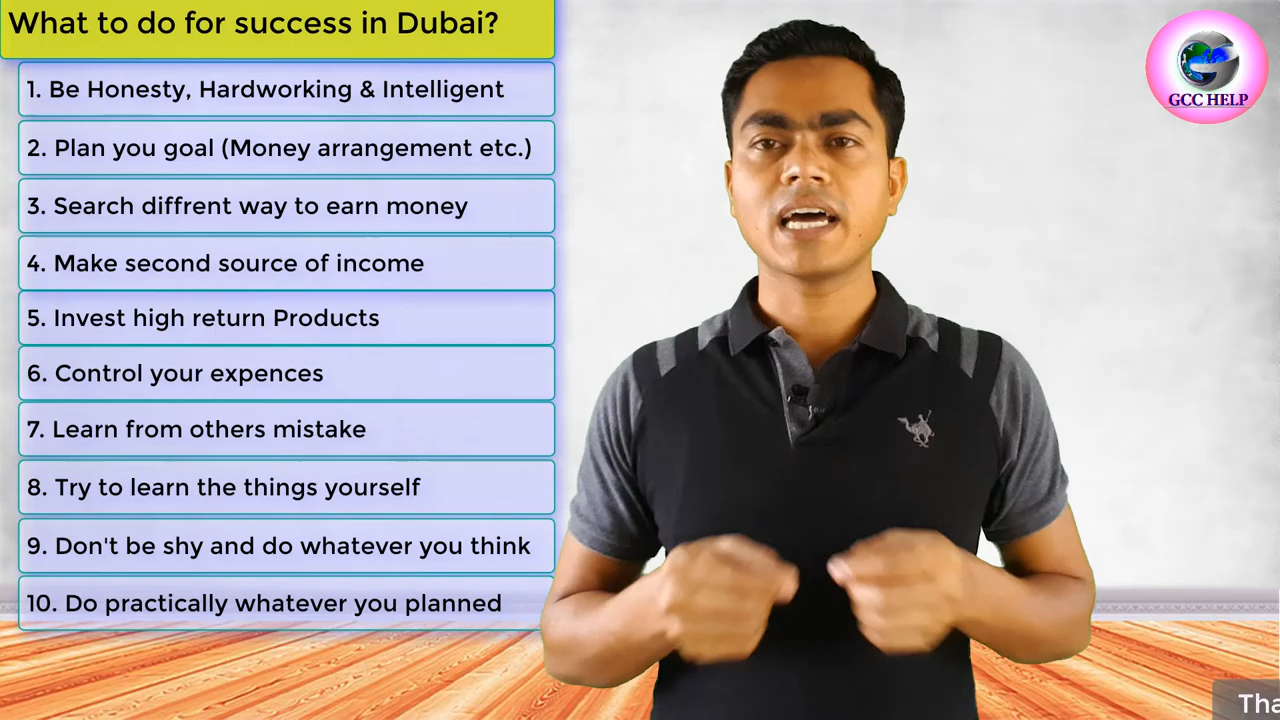 What to do for success in Dubai?
1. Be Honesty, Hardworking & Intelligent
2. Plan you goal (Money arrangement etc.)
3. Search diffrent way to earn money
4. Make second source of income
5. Invest high return Products
6. Control your expences
7. Learn from others mistake
8. Try to learn the things yourself
9. Don't be shy and do whatever you think
10. Do practically whatever you planned
GCC HELP